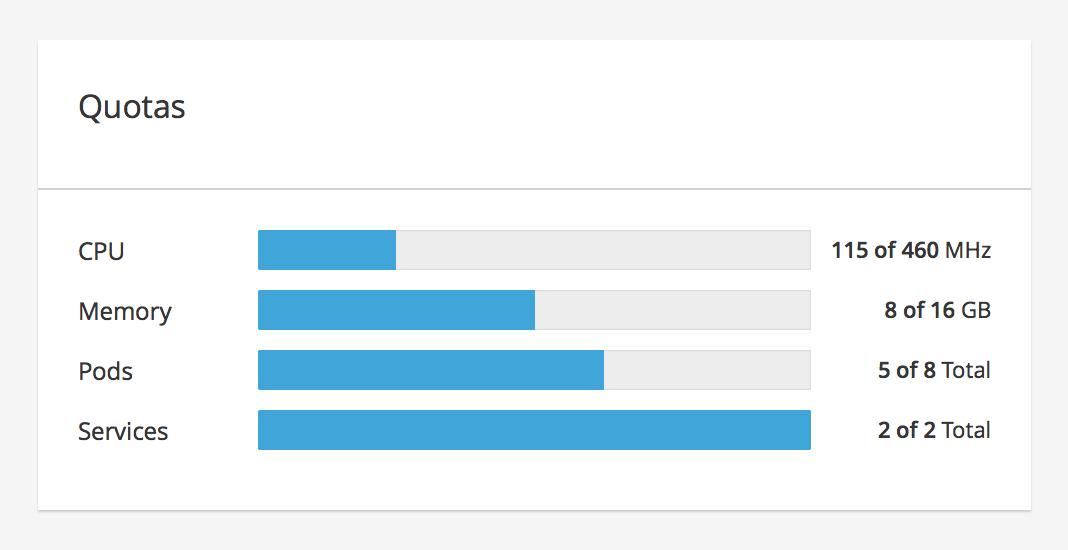 Quotas
CPU 115 of 460 MHz
Memory 8 of 16 GB
Pods 5 of 8 Total
Services 2 of 2 Total